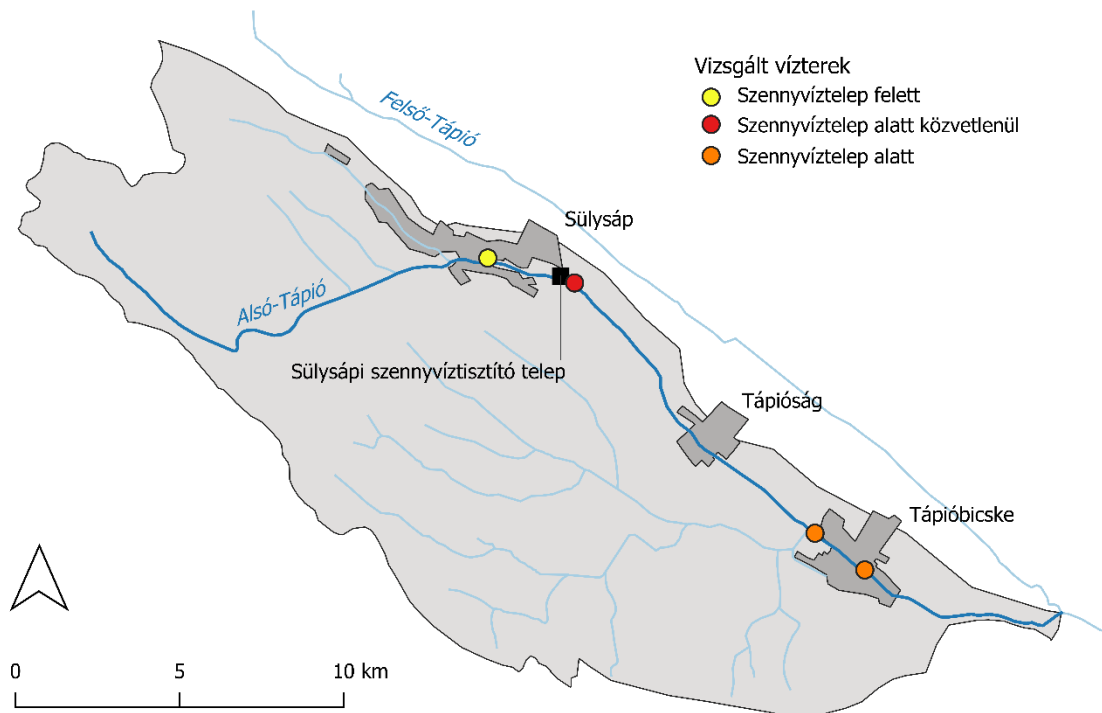 Vizsgált vízterek
Szennyvíztelep felett
Szennyvíztelep alatt közvetlenül
Szennyvíztelep alatt
Felső-Tápió
Sülysáp
Alsó-Tápió
Sülysápi szennyvíztisztító telep
Tápióság
Tápióbicske
0 5 10 km